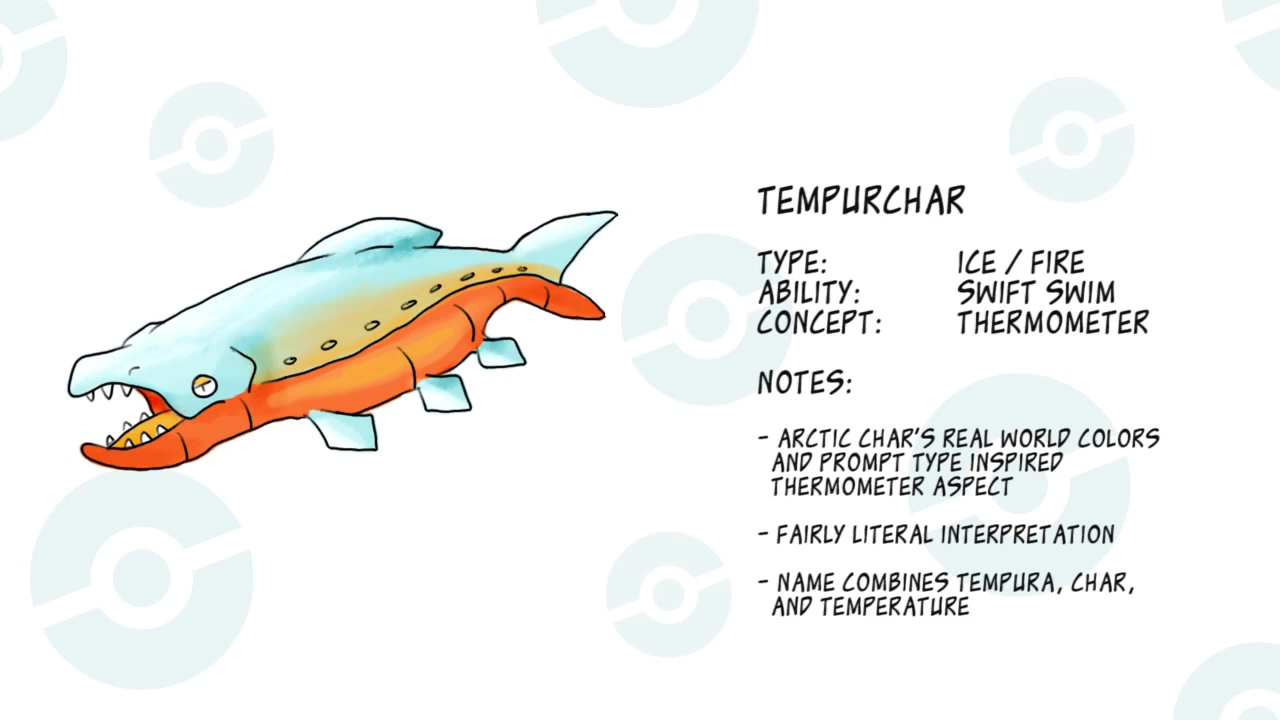 TEMPURCHAR
TYPE: ICE / FIRE
ABILITY: SWIFT SWIM
CONCEPT: THERMOMETER
NOTES:
- ARCTIC CHAR'S REAL WORLD COLORS
AND PROMPT TYPE INSPIRED
THERMOMETER ASPECT
- FAIRLY LITERAL INTERPRETATION
- NAME COMBINES TEMPURA, CHAR,
AND TEMPERATURE